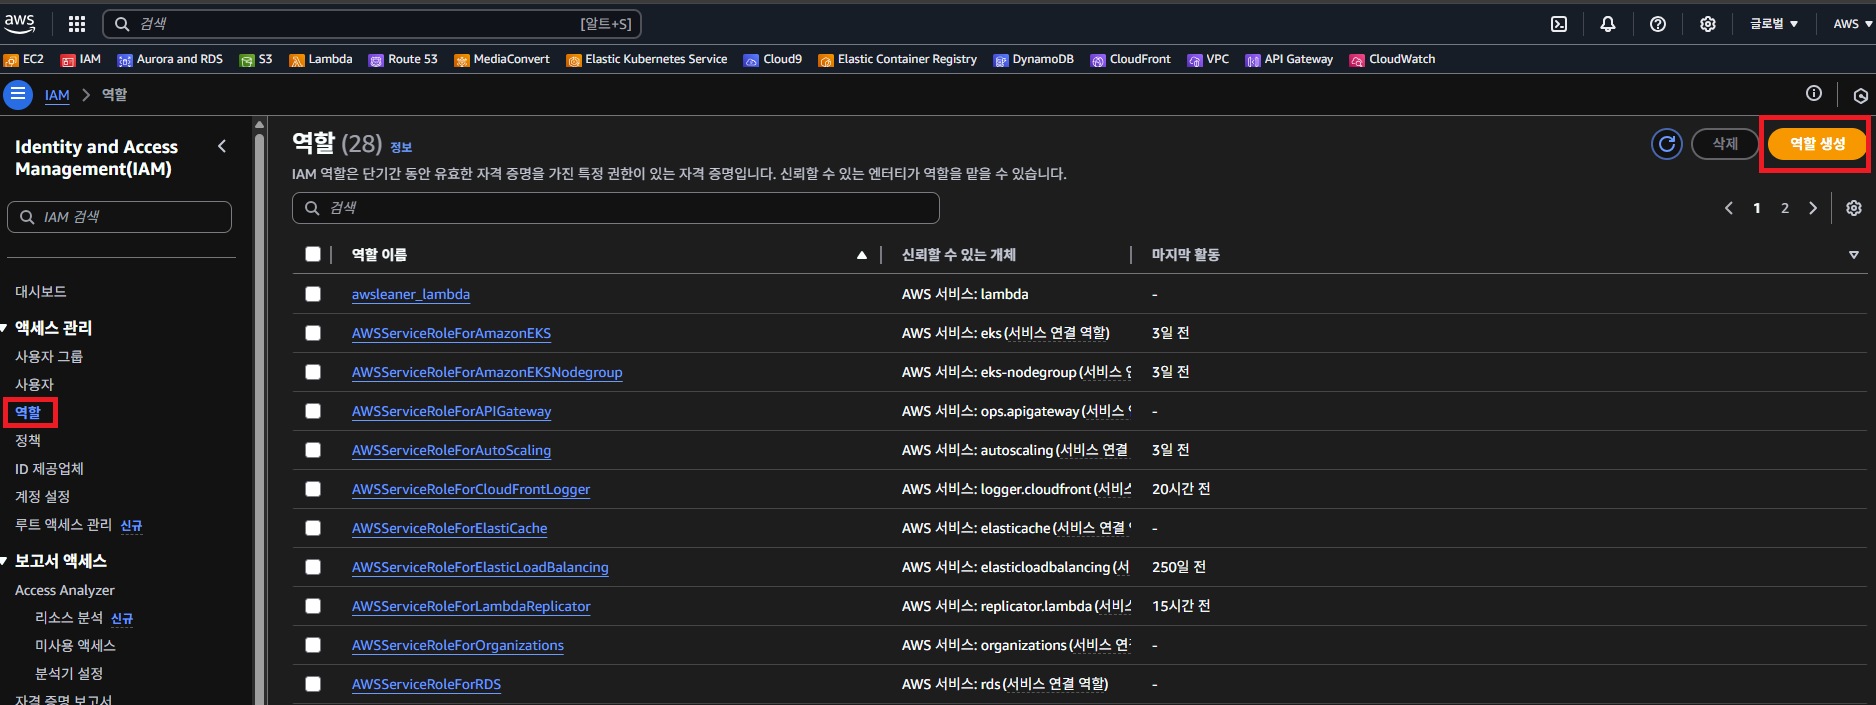 aws 검색 [알트+S] 글로벌 ▼ AWS ▼
EC2 IAM Aurora and RDS S3 Lambda Route 53 MediaConvert Elastic Kubernetes Service Cloud9 Elastic Container Registry DynamoDB CloudFront VPC API Gateway CloudWatch
IAM > 역할
Identity and Access
Management(IAM)
IAM 검색
대시보드
액세스 관리
사용자 그룹
사용자
역할
정책
ID 제공업체
계정 설정
루트 액세스 관리 신규
보고서 액세스
Access Analyzer
리소스 분석 신규
미사용 액세스
분석기 설정
자격 증명 보고서
역할 (28) 정보
삭제 역할 생성
IAM 역할은 단기간 동안 유효한 자격 증명을 가진 특정 권한이 있는 자격 증명입니다. 신뢰할 수 있는 엔터티가 역할을 맡을 수 있습니다.
검색
1 2
역할 이름 신뢰할 수 있는 개체 마지막 활동
awsleaner_lambda AWS 서비스: lambda -
AWSServiceRoleForAmazonEKS AWS 서비스: eks (서비스 연결 역할) 3일 전
AWSServiceRoleForAmazonEKSNodegroup AWS 서비스: eks-nodegroup (서비스 3일 전
AWSServiceRoleForAPIGateway AWS 서비스: ops.apigateway (서비스 -
AWSServiceRoleForAutoScaling AWS 서비스: autoscaling (서비스 연결 3일 전
AWSServiceRoleForCloudFrontLogger AWS 서비스: logger.cloudfront (서비스 20시간 전
AWSServiceRoleForElastiCache AWS 서비스: elasticache (서비스 연결 -
AWSServiceRoleForElasticLoadBalancing AWS 서비스: elasticloadbalancing (서 250일 전
AWSServiceRoleForLambdaReplicator AWS 서비스: replicator.lambda (서비스 15시간 전
AWSServiceRoleForOrganizations AWS 서비스: organizations (서비스 연결 -
AWSServiceRoleForRDS AWS 서비스: rds (서비스 연결 역할) -